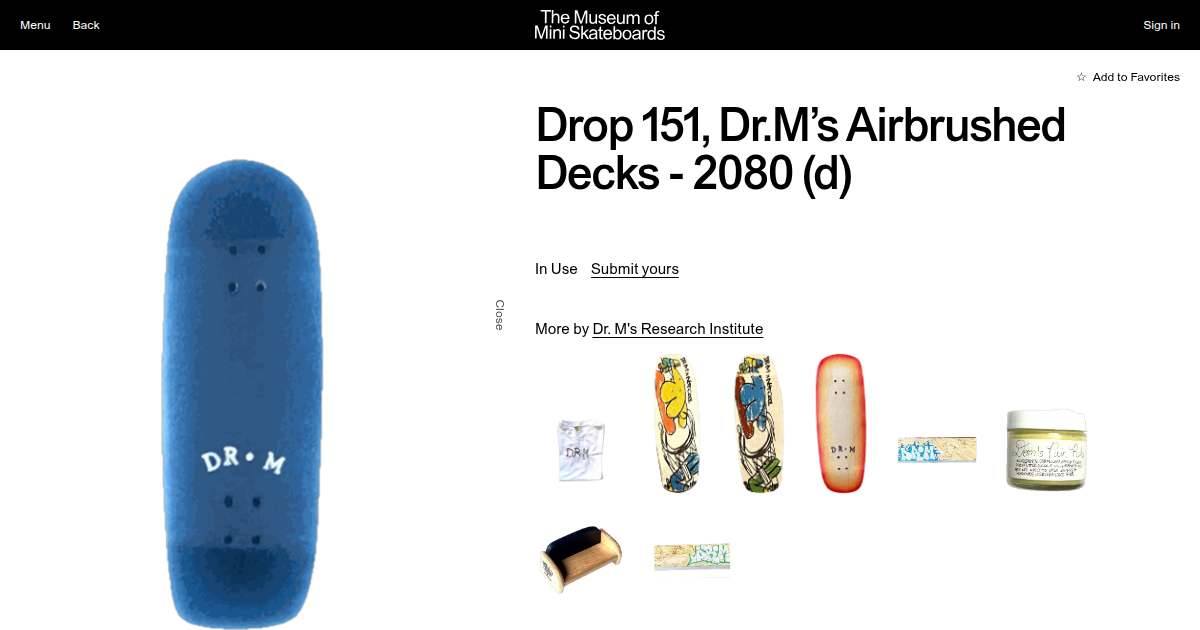 Menu
Back
The Museum of
Mini Skateboards
Sign in
☆ Add to Favorites
Drop 151, Dr.M’s Airbrushed
Decks - 2080 (d)
In Use
Submit yours
Close
More by Dr. M's Research Institute
DR • M
DR•M
DR•M